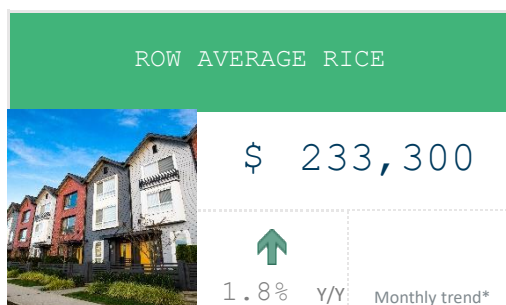 ROW AVERAGE RICE
$ 233,300
1.8% Y/Y
Monthly trend*